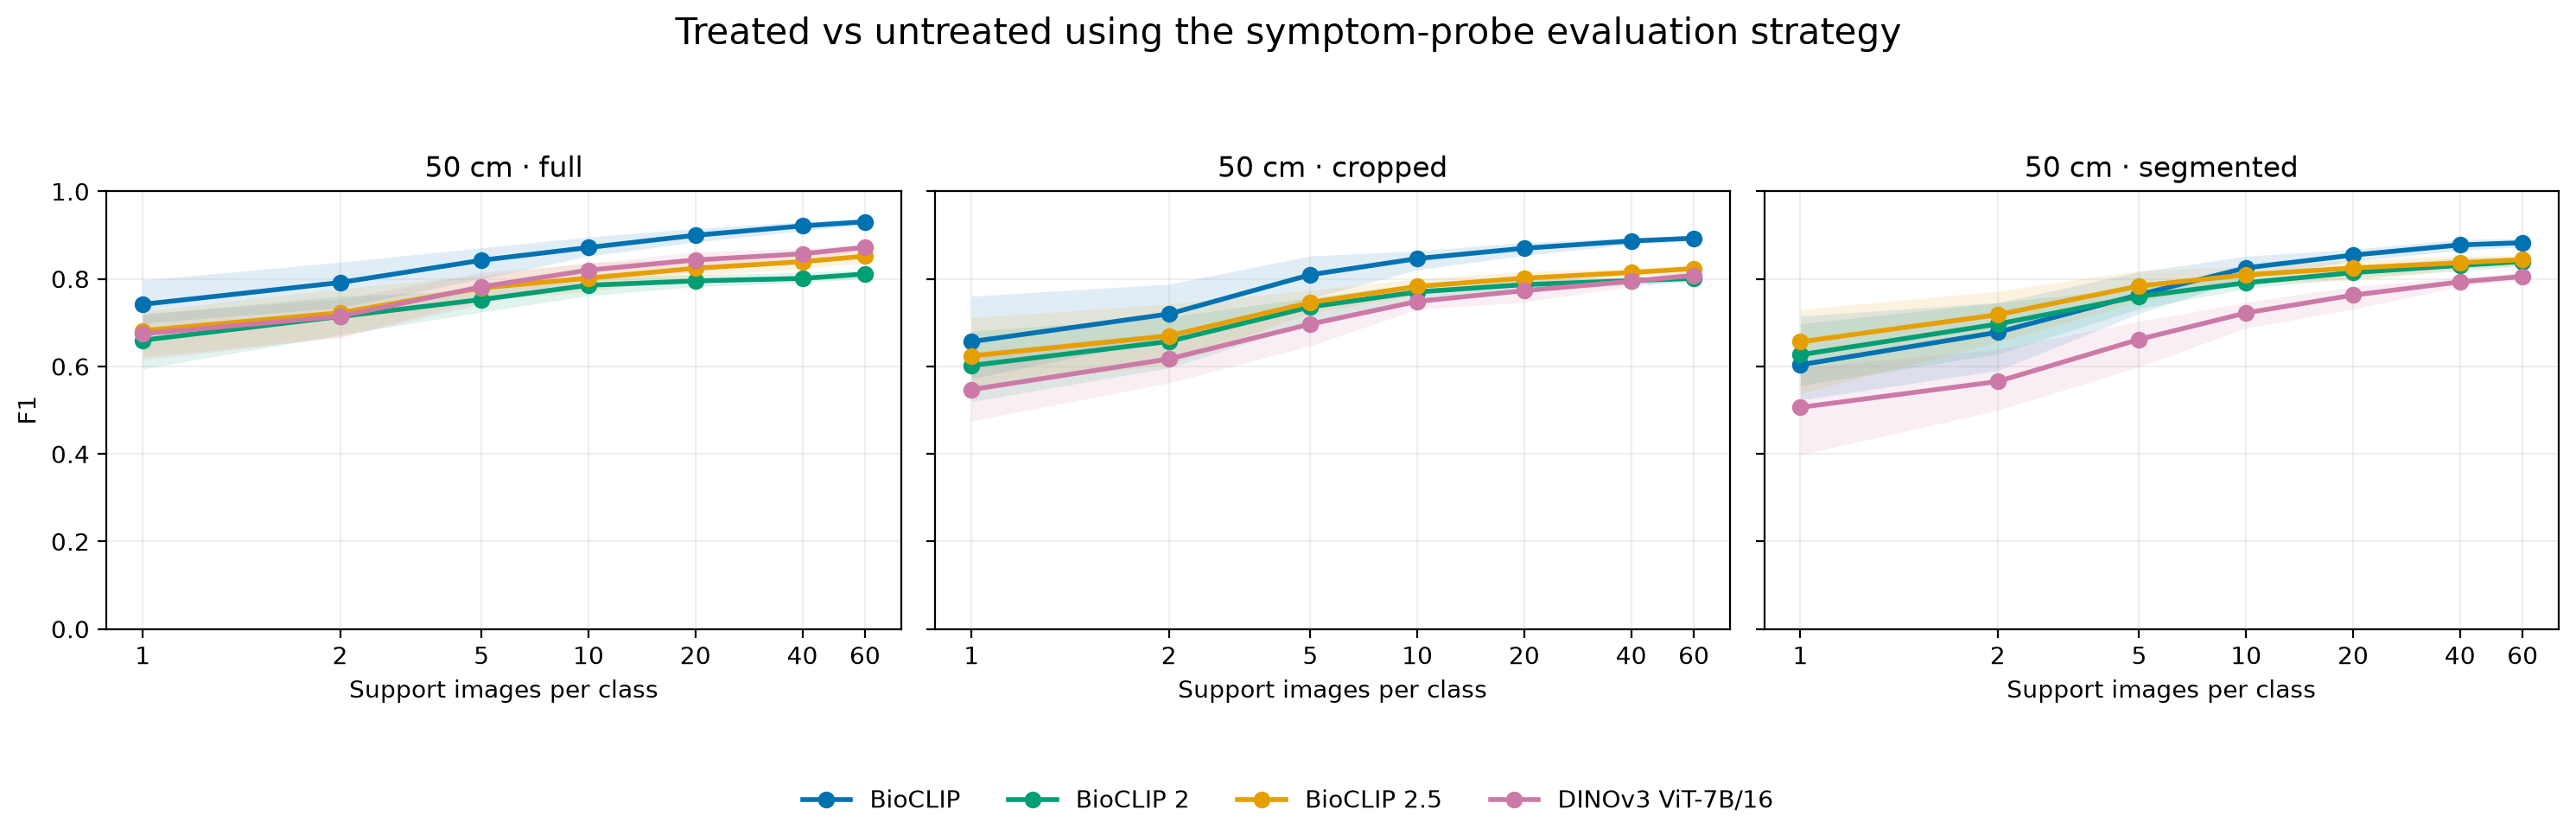 Treated vs untreated using the symptom-probe evaluation strategy
50 cm · full
50 cm · cropped
50 cm · segmented
F1
1.0
0.8
0.6
0.4
0.2
0.0
1 2 5 10 20 40 60
1 2 5 10 20 40 60
1 2 5 10 20 40 60
Support images per class
Support images per class
Support images per class
BioCLIP
BioCLIP 2
BioCLIP 2.5
DINOv3 ViT-7B/16